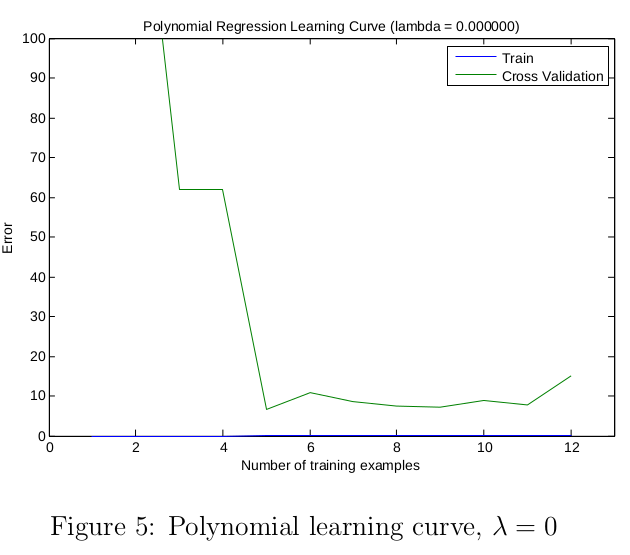 Polynomial Regression Learning Curve (lambda = 0.000000)
100
90
80
70
60
50
40
30
20
10
0
Error
Train
Cross Validation
0 2 4 6 8 10 12
Number of training examples
Figure 5: Polynomial learning curve, λ = 0